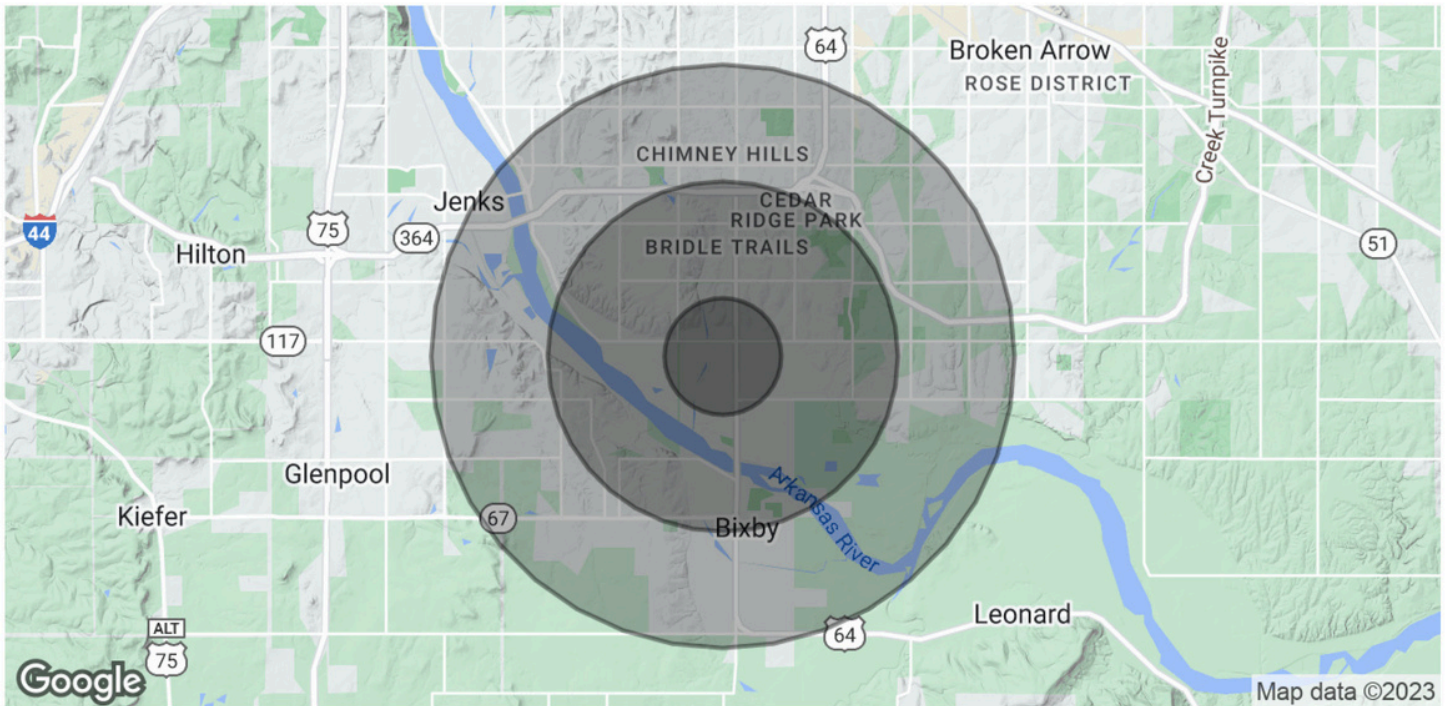 64
Broken Arrow
ROSE DISTRICT
Creek Turnpike
CHIMNEY HILLS
Jenks
CEDAR
RIDGE PARK
44
75
364
BRIDLE TRAILS
51
Hilton
117
Glenpool
Kiefer
67
Bixby
Arkansas River
Leonard
ALT
75
64
Google
Map data ©2023